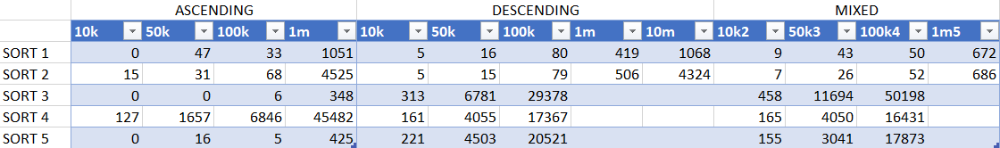 ASCENDING DESCENDING MIXED
10k 50k 100k 1m 10k 50k 100k 1m 10m 10k2 50k3 100k4 1m5
SORT 1 0 47 33 1051 5 16 80 419 1068 9 43 50 672
SORT 2 15 31 68 4525 5 15 79 506 4324 7 26 52 686
SORT 3 0 0 6 348 313 6781 29378 458 11694 50198
SORT 4 127 1657 6846 45482 161 4055 17367 165 4050 16431
SORT 5 0 16 5 425 221 4503 20521 155 3041 17873